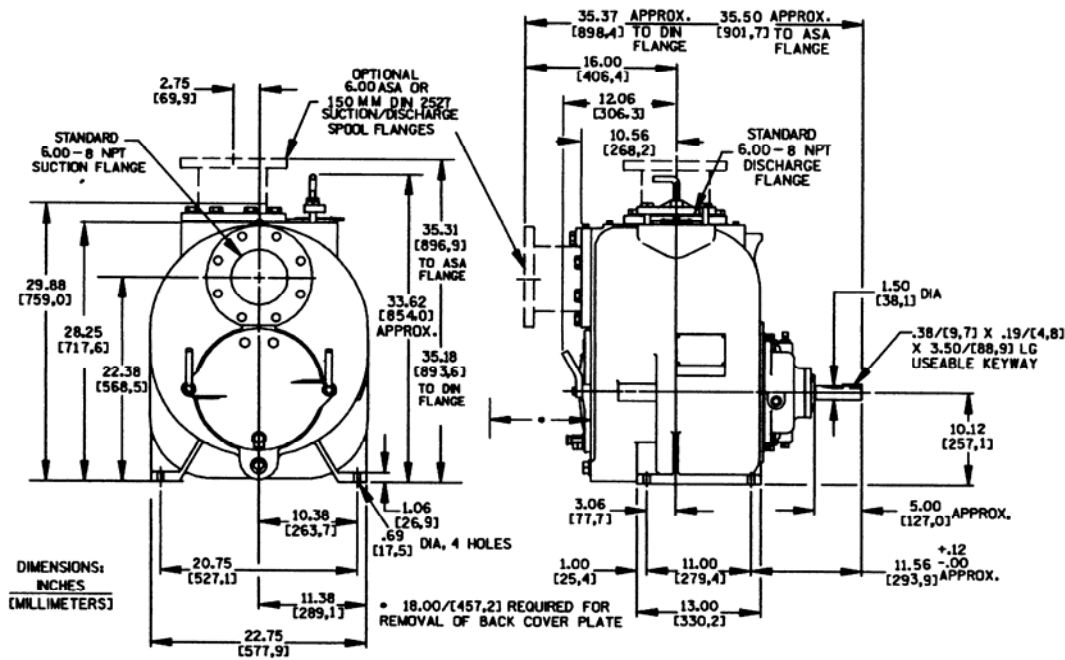 35.37 APPROX.
[898,4] TO DIN
FLANGE
35.50 APPROX.
[901,7] TO ASA
FLANGE
16.00
[406,4]
12.06
[306.3]
10.56
[268,2]
2.75
[69,9]
OPTIONAL
6.00 ASA OR
150 MM DIN 2527
SUCTION/DISCHARGE
SPOOL FLANGES
STANDARD
6.00-8 NPT
SUCTION FLANGE
STANDARD
6.00-8 NPT
DISCHARGE
FLANGE
29.88
[759,0]
28.25
[717,6]
22.38
[568,5]
35.31
[896,9]
TO ASA
FLANGE
33.62
[854.0]
APPROX.
35.18
[893,6]
TO DIN
FLANGE
1.50
[38,1] DIA
.38/[9,7] X .19/[4,8]
X 3.50/[88,9] LG
USEABLE KEYWAY
*
10.12
[257,1]
1.06
[26,9]
.69
[17,5] DIA, 4 HOLES
10.38
[263,7]
20.75
[527,1]
11.38
[289,1]
22.75
[577,9]
3.06
[77,7]
5.00
[127,0] APPROX.
1.00
[25,4]
11.00
[279,4]
11.56 +.12 -.00
[293,9] APPROX.
13.00
[330,2]
DIMENSIONS:
INCHES
[MILLIMETERS]
* 18.00/[457,2] REQUIRED FOR
REMOVAL OF BACK COVER PLATE